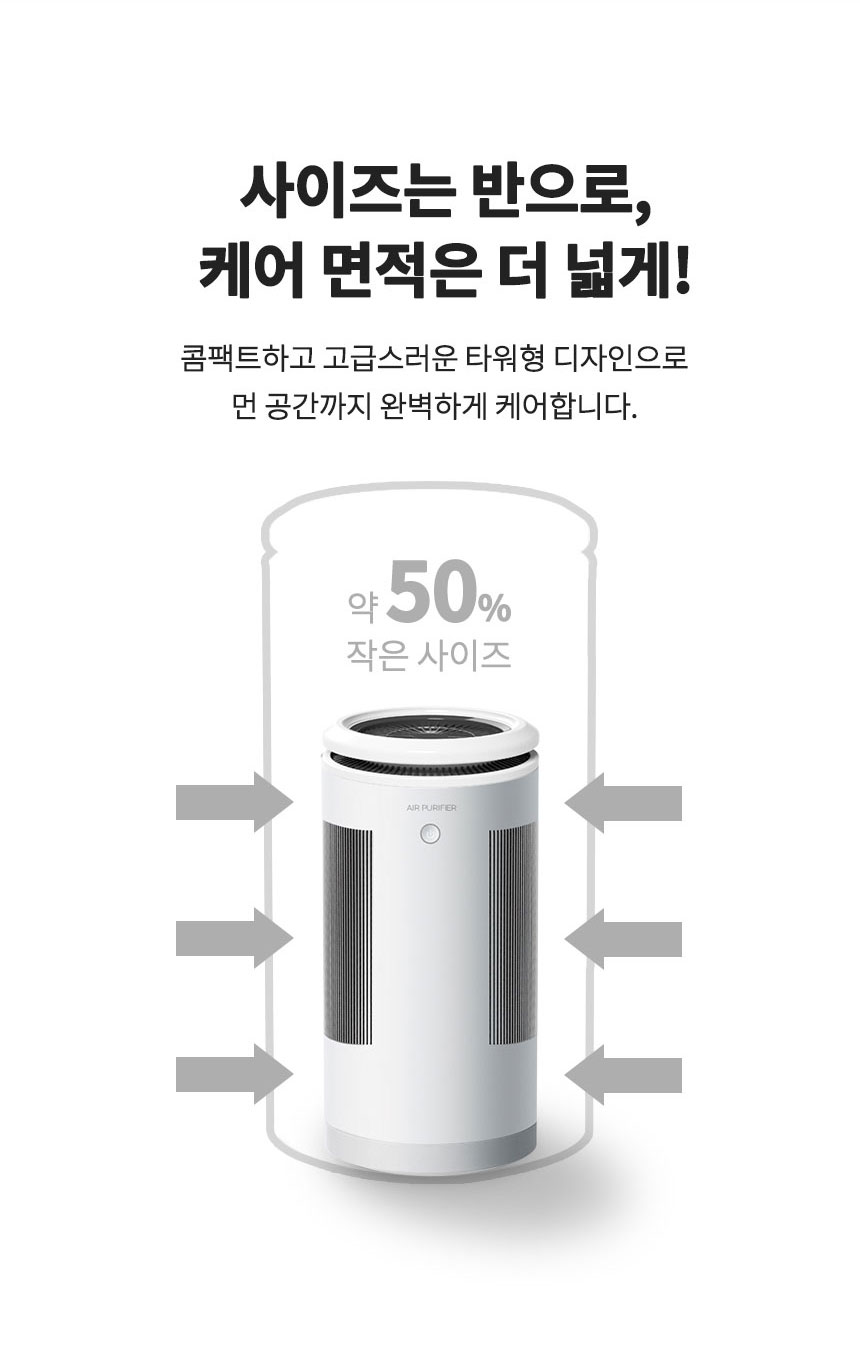 사이즈는 반으로,
케어 면적은 더 넓게!
콤팩트하고 고급스러운 타워형 디자인으로
먼 공간까지 완벽하게 케어합니다.
약 50%
작은 사이즈
AIR PURIFIER